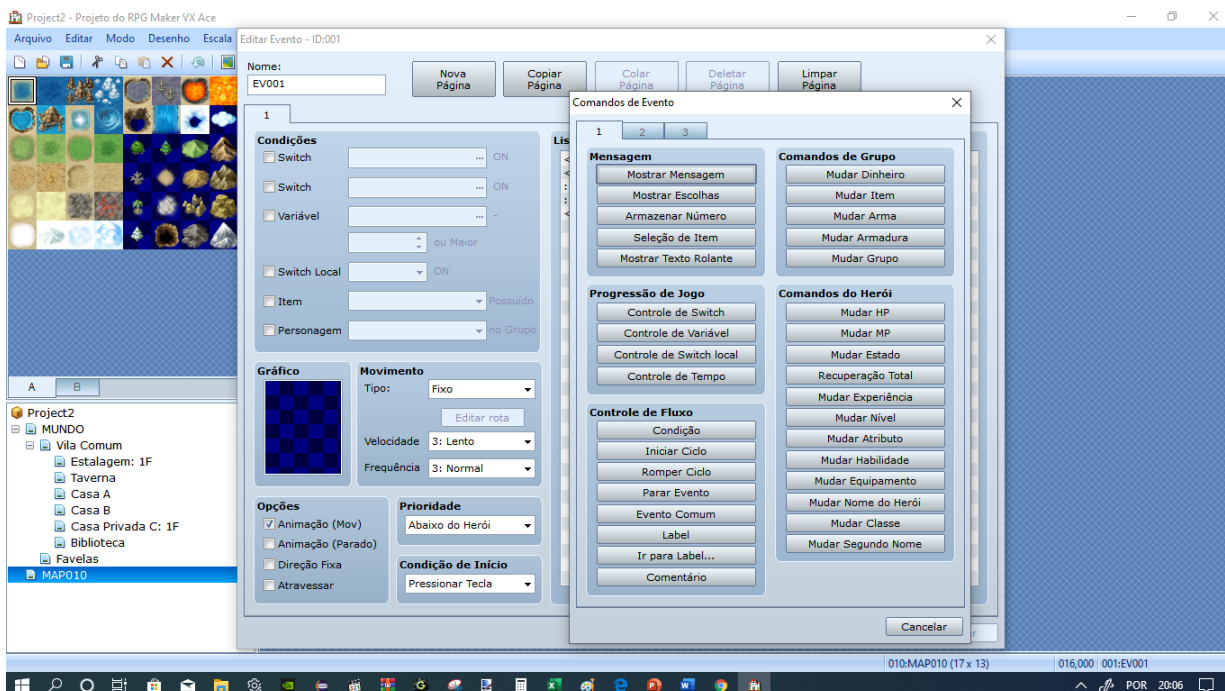 Project2 - Projeto do RPG Maker VX Ace
Arquivo Editar Modo Desenho Escala
Editar Evento - ID:001
Nome:
EV001
Nova Página
Copiar Página
Colar Página
Deletar Página
Limpar Página
1
Condições
Switch ... ON
Switch ... ON
Variável ... -
ou Maior
Switch Local ON
Item Possuído
Personagem no Grupo
Gráfico
Movimento
Tipo: Fixo
Editar rota
Velocidade 3: Lento
Frequência 3: Normal
Opções
Animação (Mov)
Animação (Parado)
Direção Fixa
Atravessar
Prioridade
Abaixo do Herói
Condição de Início
Pressionar Tecla
Lis
Comandos de Evento
1 2 3
Mensagem
Mostrar Mensagem
Mostrar Escolhas
Armazenar Número
Seleção de Item
Mostrar Texto Rolante
Progressão de Jogo
Controle de Switch
Controle de Variável
Controle de Switch local
Controle de Tempo
Controle de Fluxo
Condição
Iniciar Ciclo
Romper Ciclo
Parar Evento
Evento Comum
Label
Ir para Label...
Comentário
Comandos de Grupo
Mudar Dinheiro
Mudar Item
Mudar Arma
Mudar Armadura
Mudar Grupo
Comandos do Herói
Mudar HP
Mudar MP
Mudar Estado
Recuperação Total
Mudar Experiência
Mudar Nível
Mudar Atributo
Mudar Habilidade
Mudar Equipamento
Mudar Nome do Herói
Mudar Classe
Mudar Segundo Nome
Cancelar
A B
Project2
MUNDO
Vila Comum
Estalagem: 1F
Taverna
Casa A
Casa B
Casa Privada C: 1F
Biblioteca
Favelas
MAP010
010:MAP010 (17 x 13)
016,000 001:EV001
POR 20:06